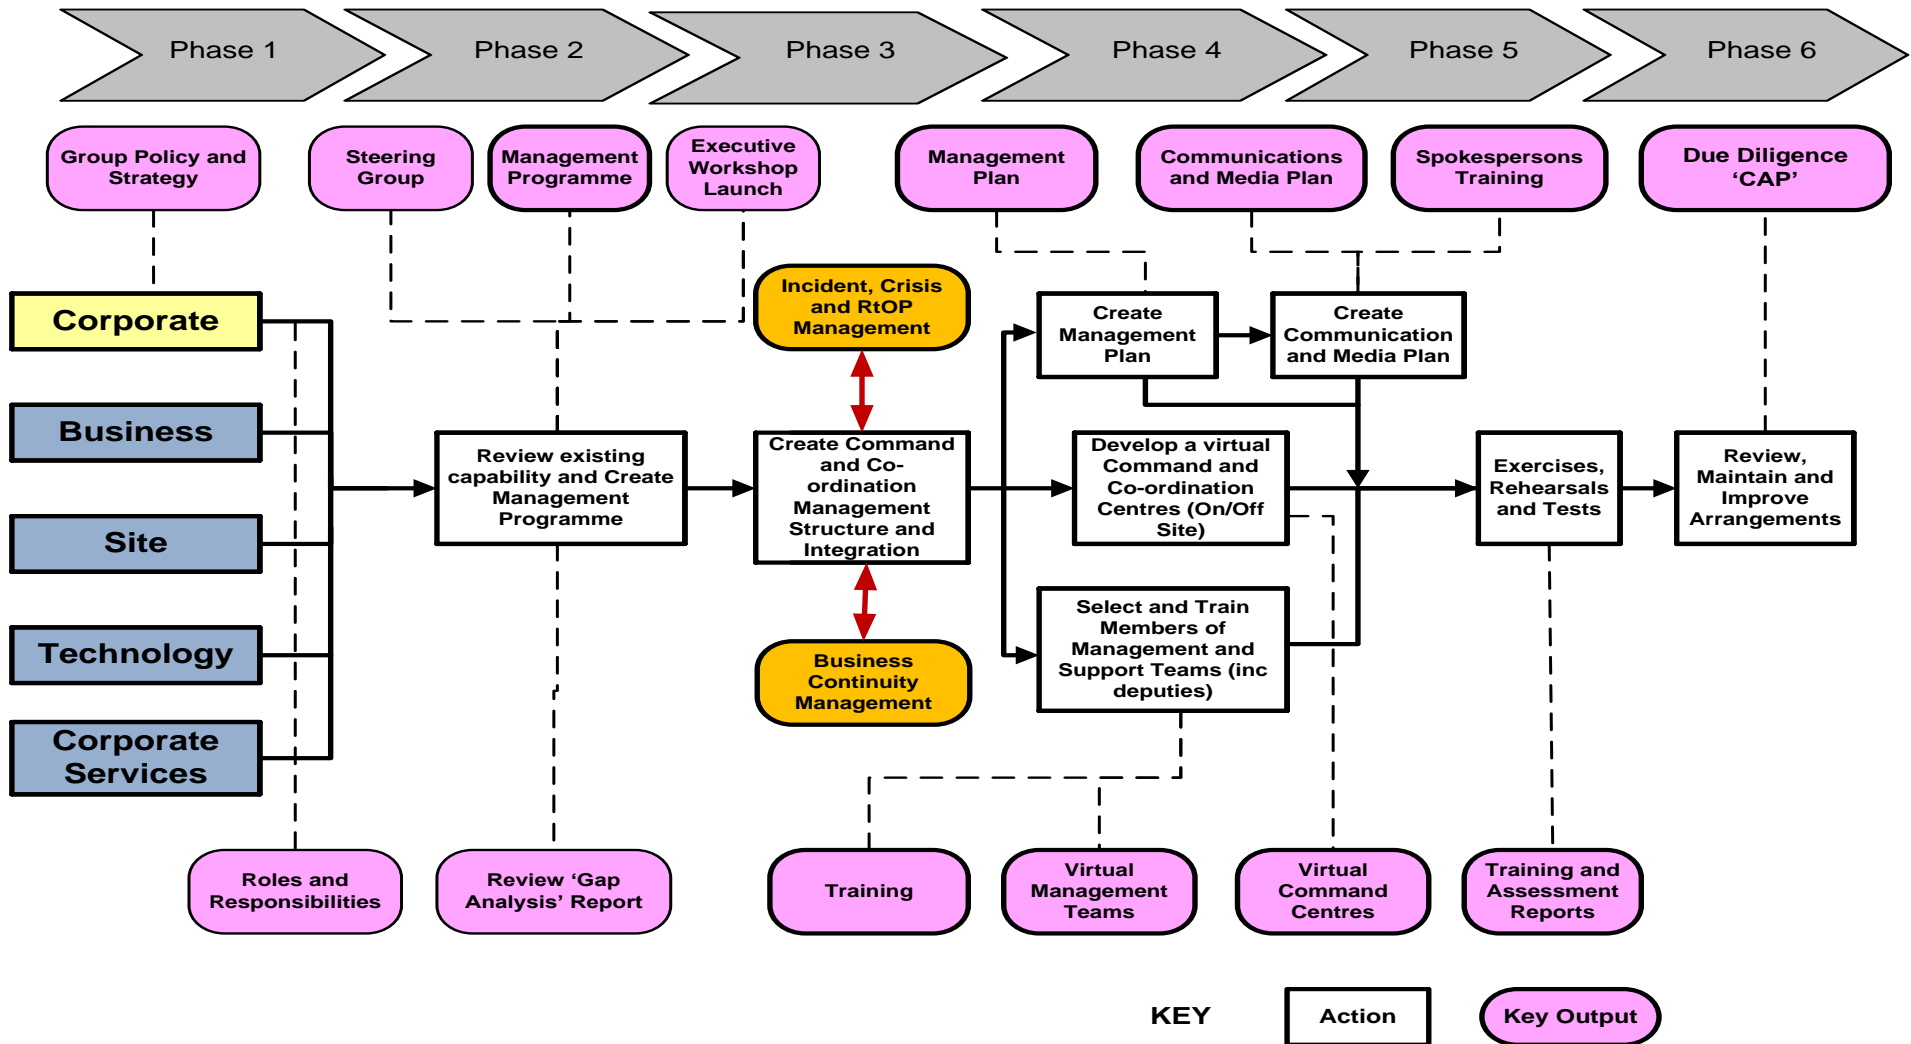 Phase 1
Phase 2
Phase 3
Phase 4
Phase 5
Phase 6
Group Policy and
Strategy
Steering
Group
Management
Programme
Executive
Workshop
Launch
Management
Plan
Communications
and Media Plan
Spokespersons
Training
Due Diligence
‘CAP’
Corporate
Business
Site
Technology
Corporate
Services
Review existing
capability and Create
Management
Programme
Incident, Crisis
and RtOP
Management
Create Command
and Co-
ordination
Management
Structure and
Integration
Business
Continuity
Management
Create
Management
Plan
Create
Communication
and Media Plan
Develop a virtual
Command and
Co-ordination
Centres (On/Off
Site)
Select and Train
Members of
Management and
Support Teams (inc
deputies)
Exercises,
Rehearsals
and Tests
Review,
Maintain and
Improve
Arrangements
Roles and
Responsibilities
Review ‘Gap
Analysis’ Report
Training
Virtual
Management
Teams
Virtual
Command
Centres
Training and
Assessment
Reports
KEY
Action
Key Output